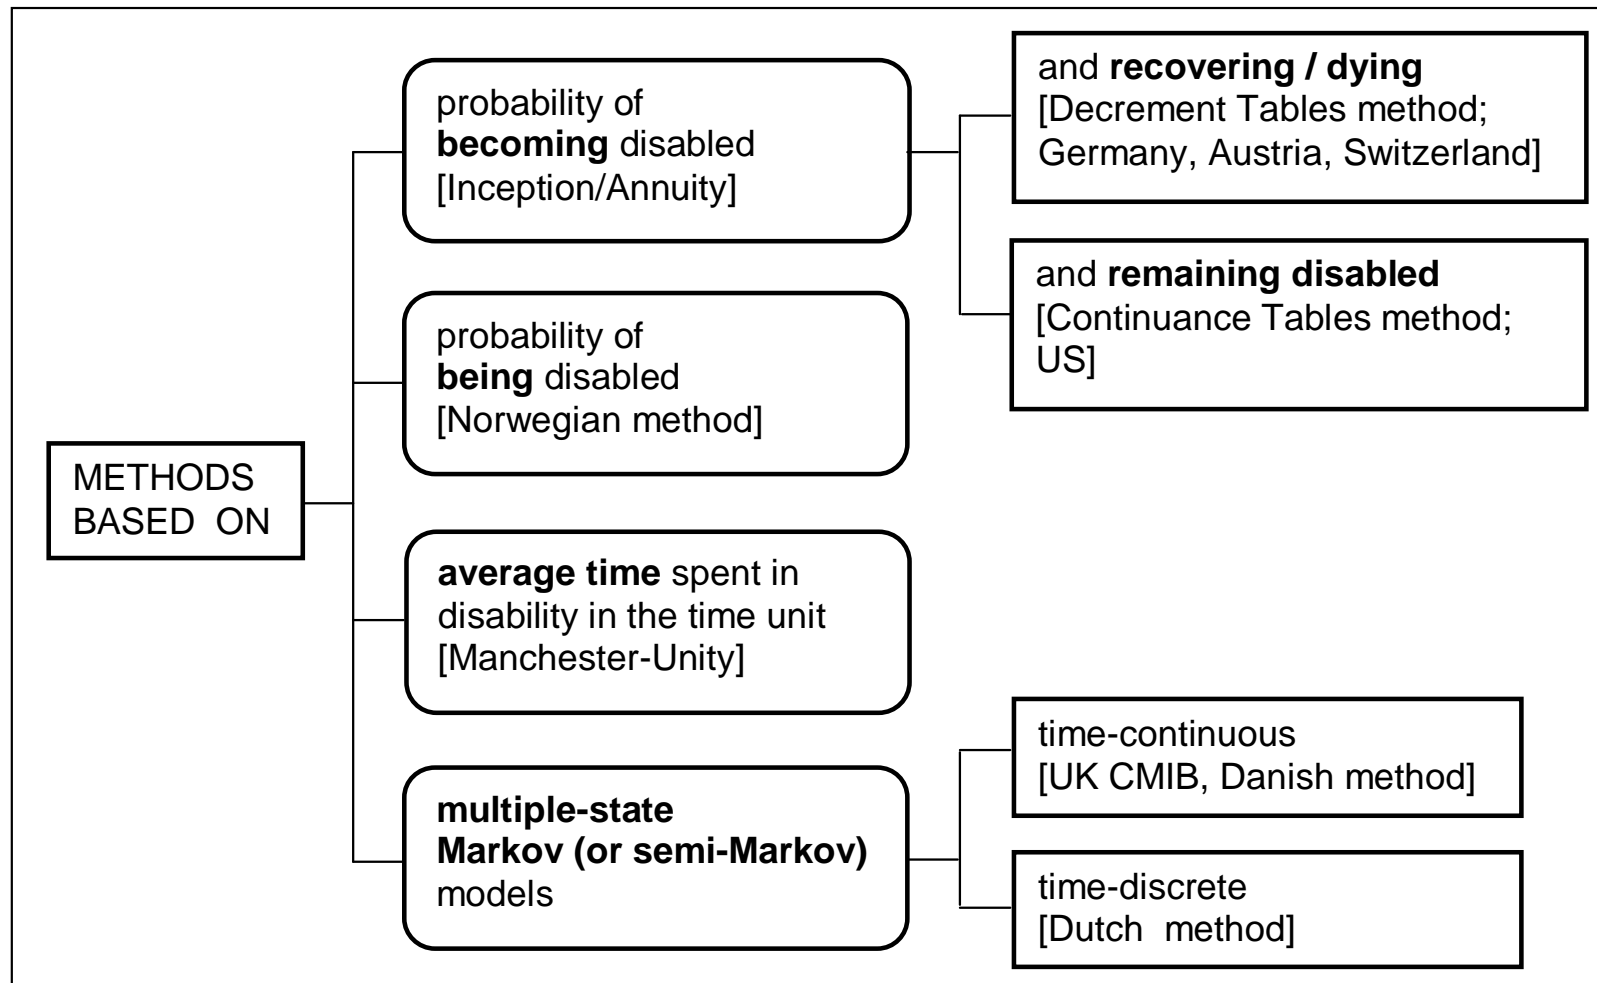 METHODS
BASED ON
probability of
becoming disabled
[Inception/Annuity]
and recovering / dying
[Decrement Tables method;
Germany, Austria, Switzerland]
and remaining disabled
[Continuance Tables method;
US]
probability of
being disabled
[Norwegian method]
average time spent in
disability in the time unit
[Manchester-Unity]
multiple-state
Markov (or semi-Markov)
models
time-continuous
[UK CMIB, Danish method]
time-discrete
[Dutch method]